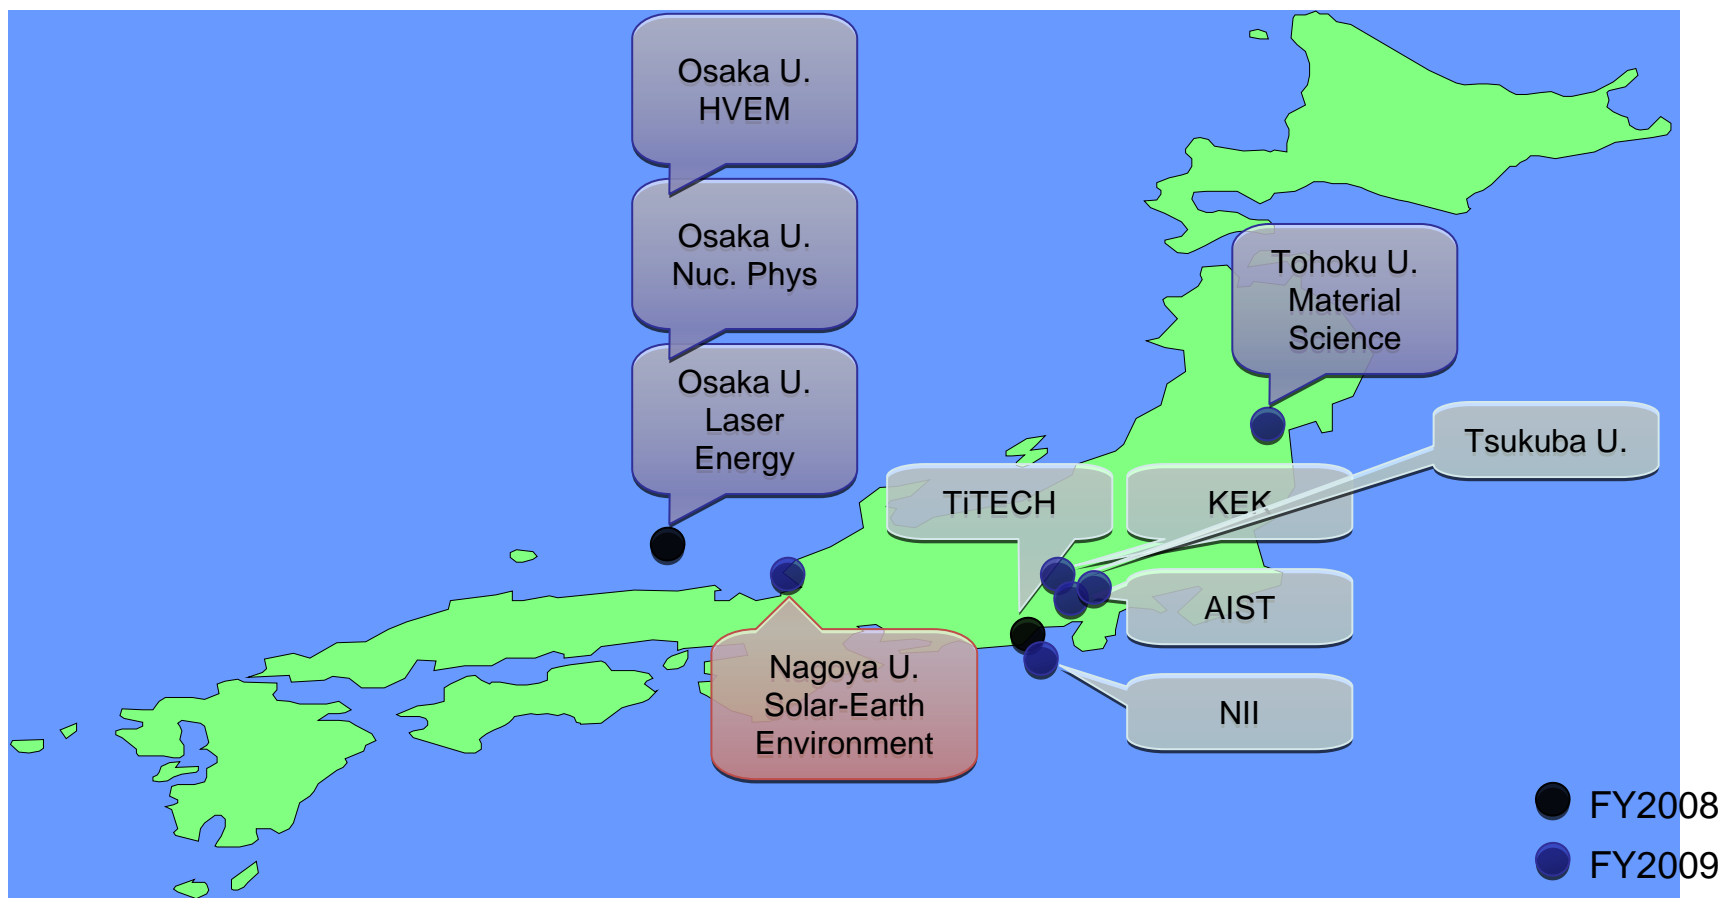 Osaka U.
HVEM
Osaka U.
Nuc. Phys
Osaka U.
Laser
Energy
Tohoku U.
Material
Science
Tsukuba U.
TiTECH
KEK
AIST
Nagoya U.
Solar-Earth
Environment
NII
FY2008
FY2009